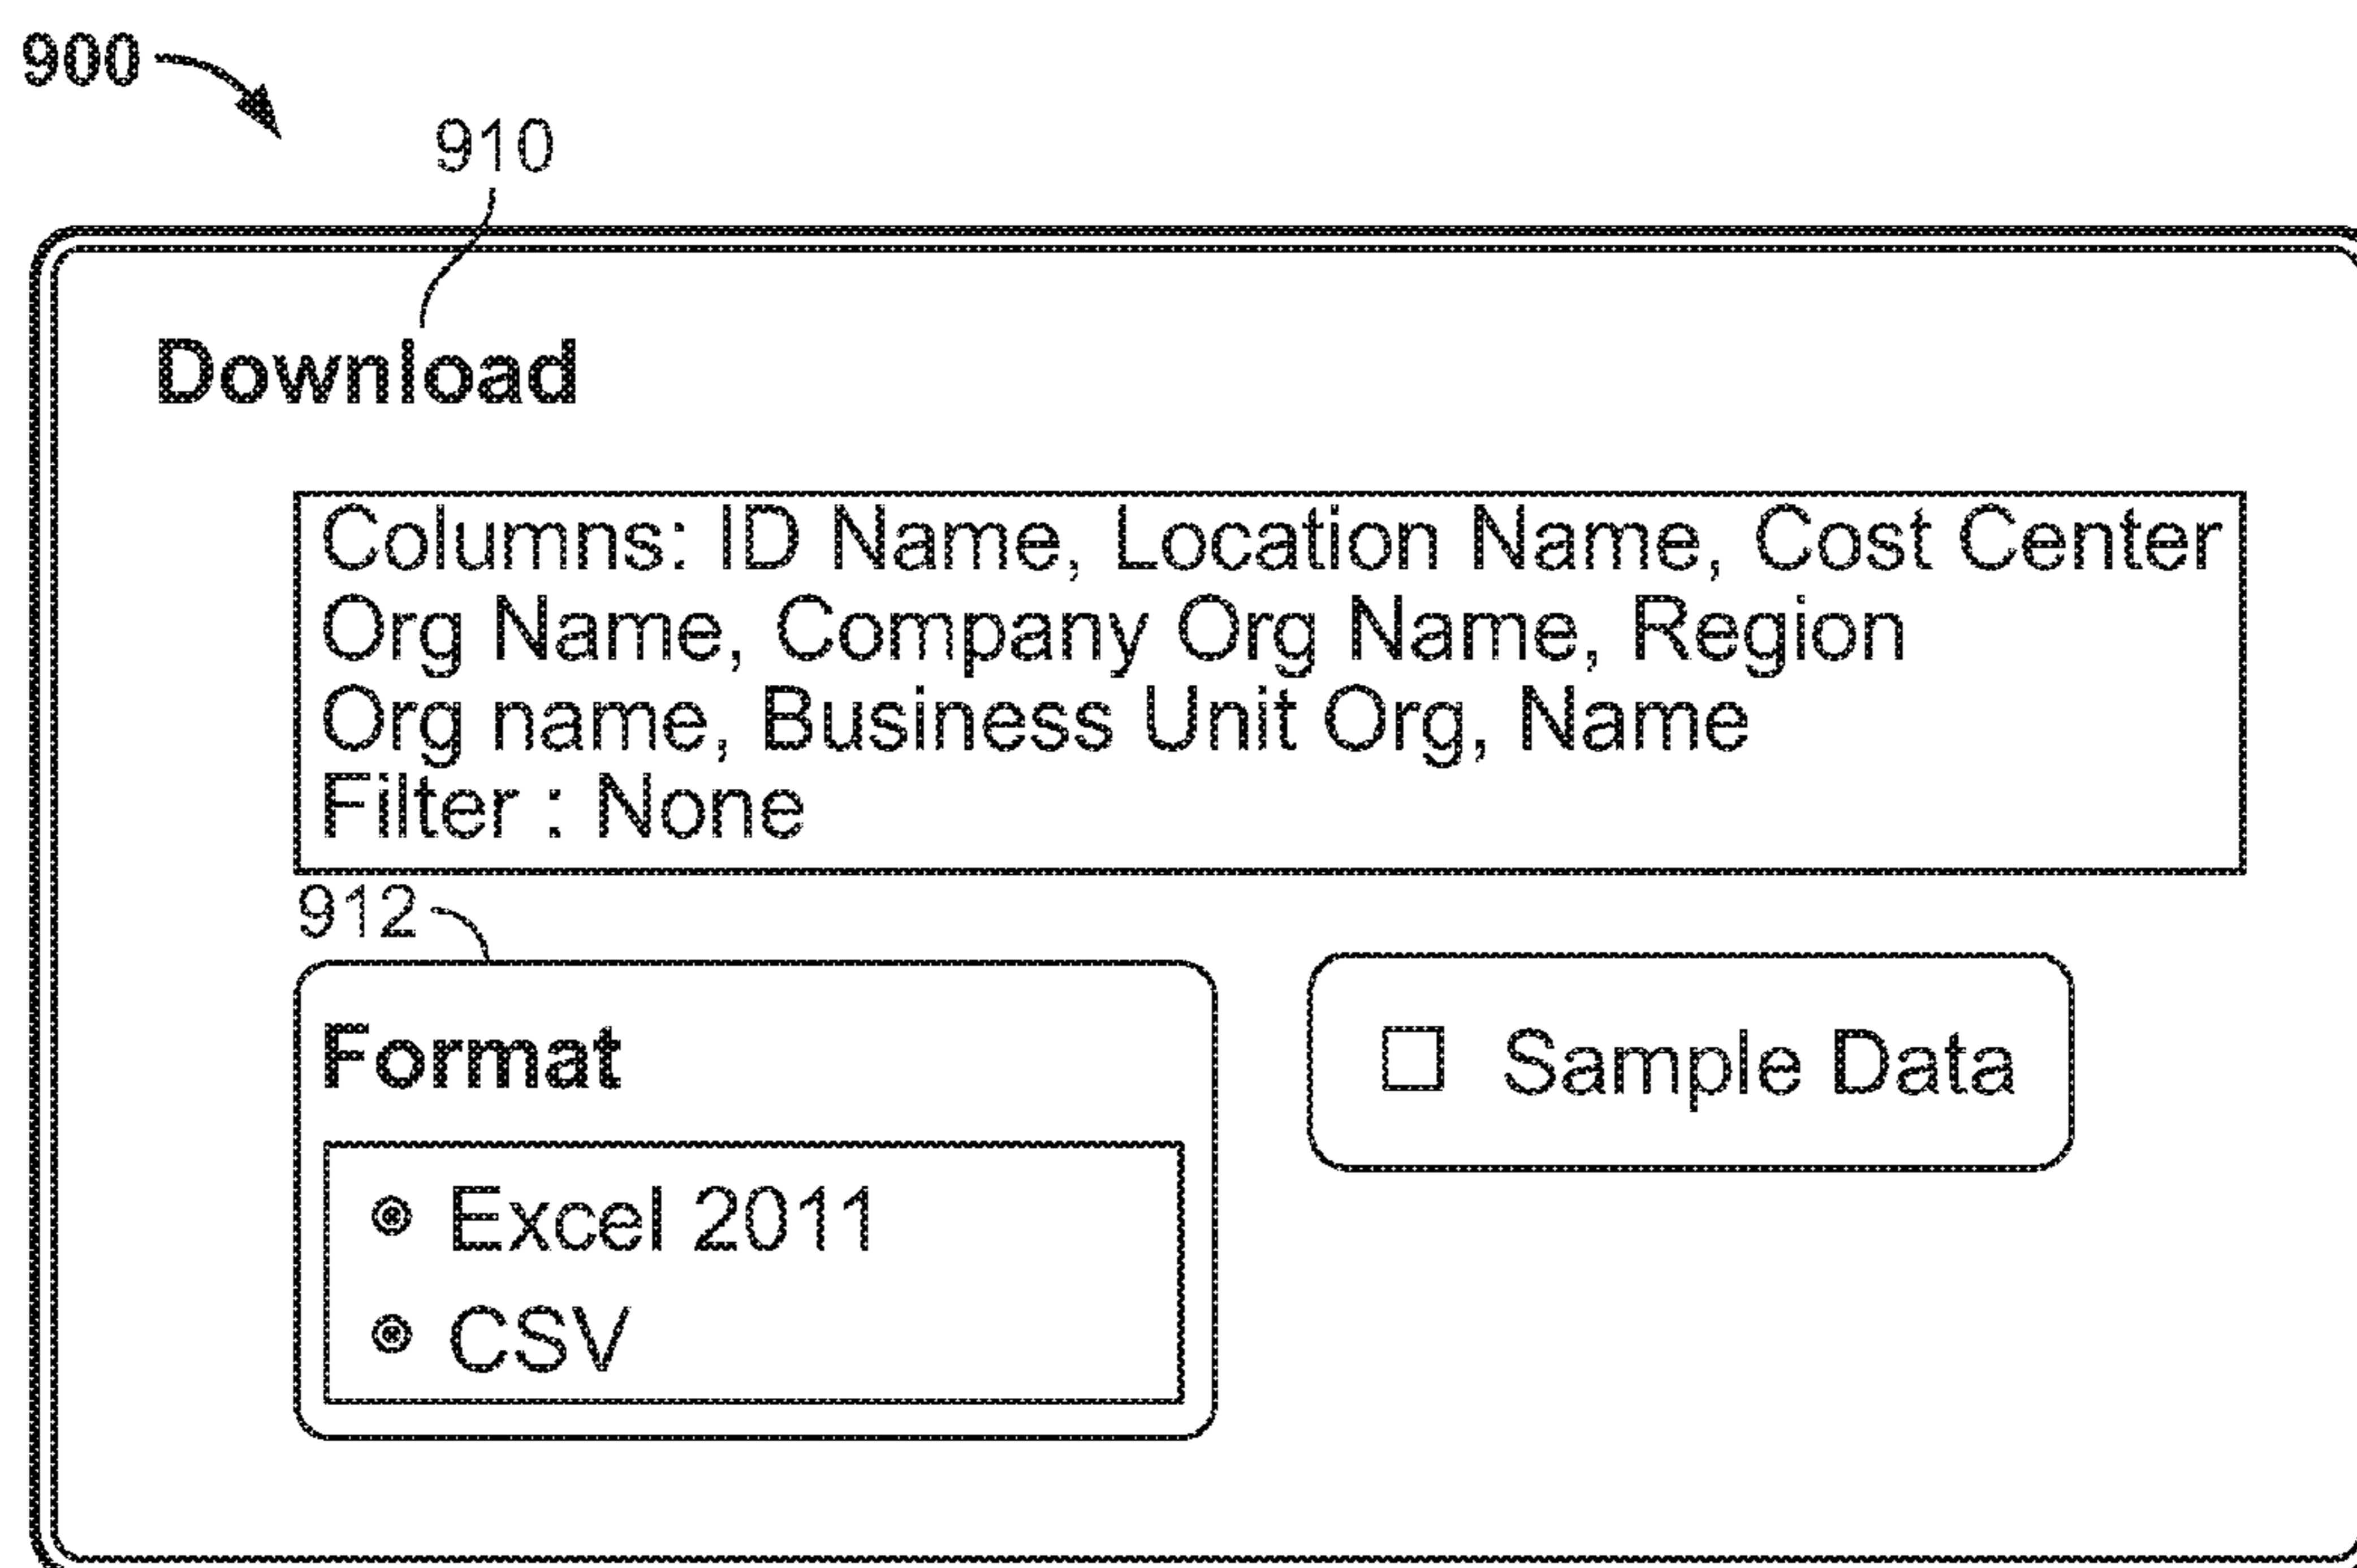 900
910
Download
Columns: ID Name, Location Name, Cost Center
Org Name, Company Org Name, Region
Org name, Business Unit Org, Name
Filter : None
912
Format
Sample Data
Excel 2011
CSV